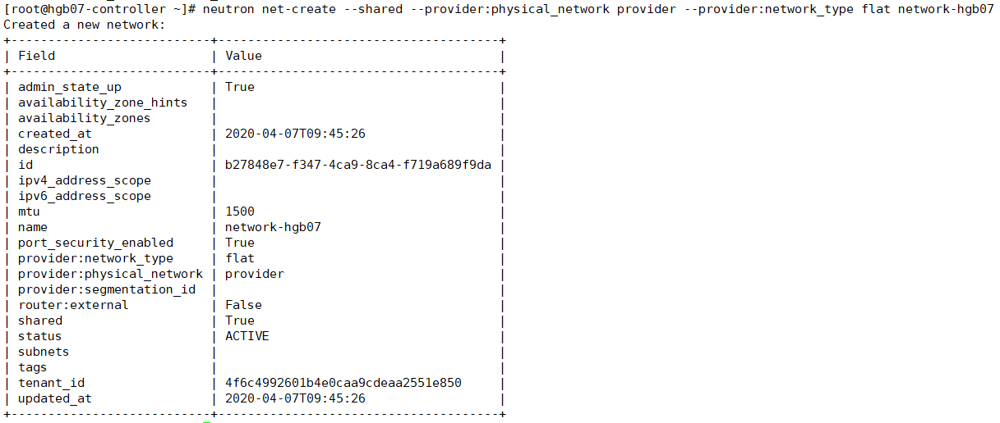 [root@hgb07-controller ~]# neutron net-create --shared --provider:physical_network provider --provider:network_type flat network-hgb07
Created a new network:
+---------------------------+--------------------------------------+
| Field                     | Value                                |
+---------------------------+--------------------------------------+
| admin_state_up            | True                                 |
| availability_zone_hints   |                                      |
| availability_zones        |                                      |
| created_at                | 2020-04-07T09:45:26                  |
| description               |                                      |
| id                        | b27848e7-f347-4ca9-8ca4-f719a689f9da |
| ipv4_address_scope        |                                      |
| ipv6_address_scope        |                                      |
| mtu                       | 1500                                 |
| name                      | network-hgb07                        |
| port_security_enabled     | True                                 |
| provider:network_type     | flat                                 |
| provider:physical_network | provider                             |
| provider:segmentation_id  |                                      |
| router:external           | False                                |
| shared                    | True                                 |
| status                    | ACTIVE                               |
| subnets                   |                                      |
| tags                      |                                      |
| tenant_id                 | 4f6c4992601b4e0caa9cdeaa2551e850     |
| updated_at                | 2020-04-07T09:45:26                  |
+---------------------------+--------------------------------------+